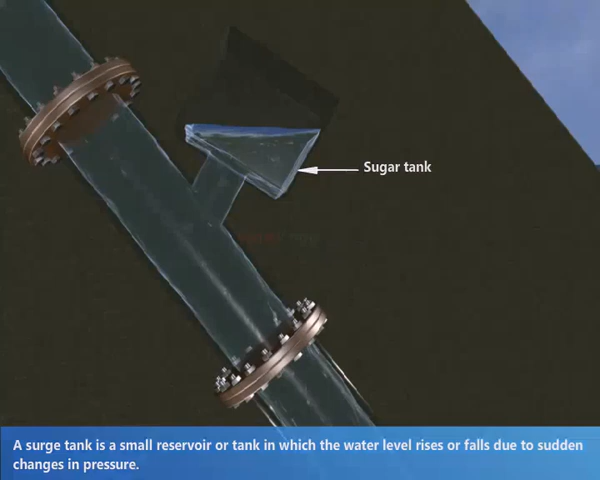 Sugar tank
A surge tank is a small reservoir or tank in which the water level rises or falls due to sudden
changes in pressure.